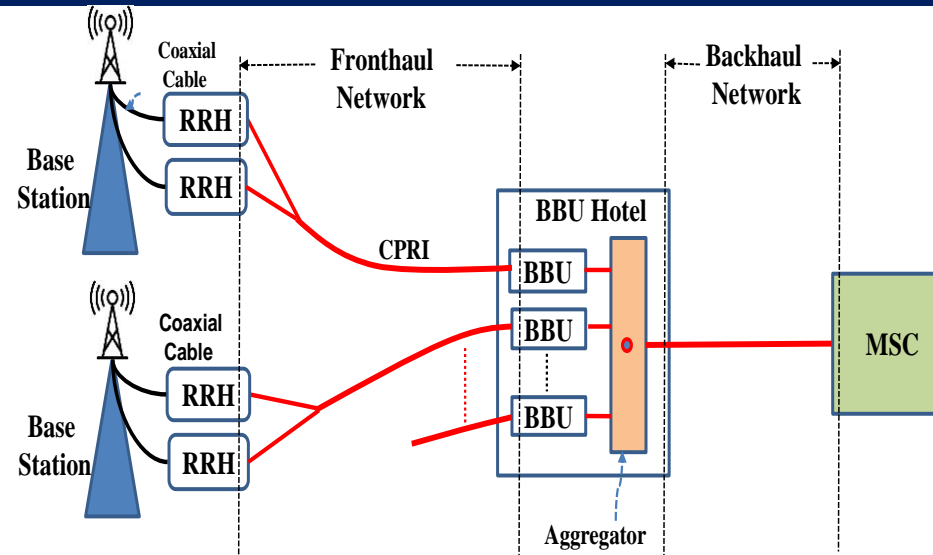 Coaxial
Cable
Fronthaul
Network
Backhaul
Network
RRH
RRH
Base
Station
BBU Hotel
CPRI
BBU
BBU
BBU
MSC
Coaxial
Cable
RRH
RRH
Base
Station
Aggregator